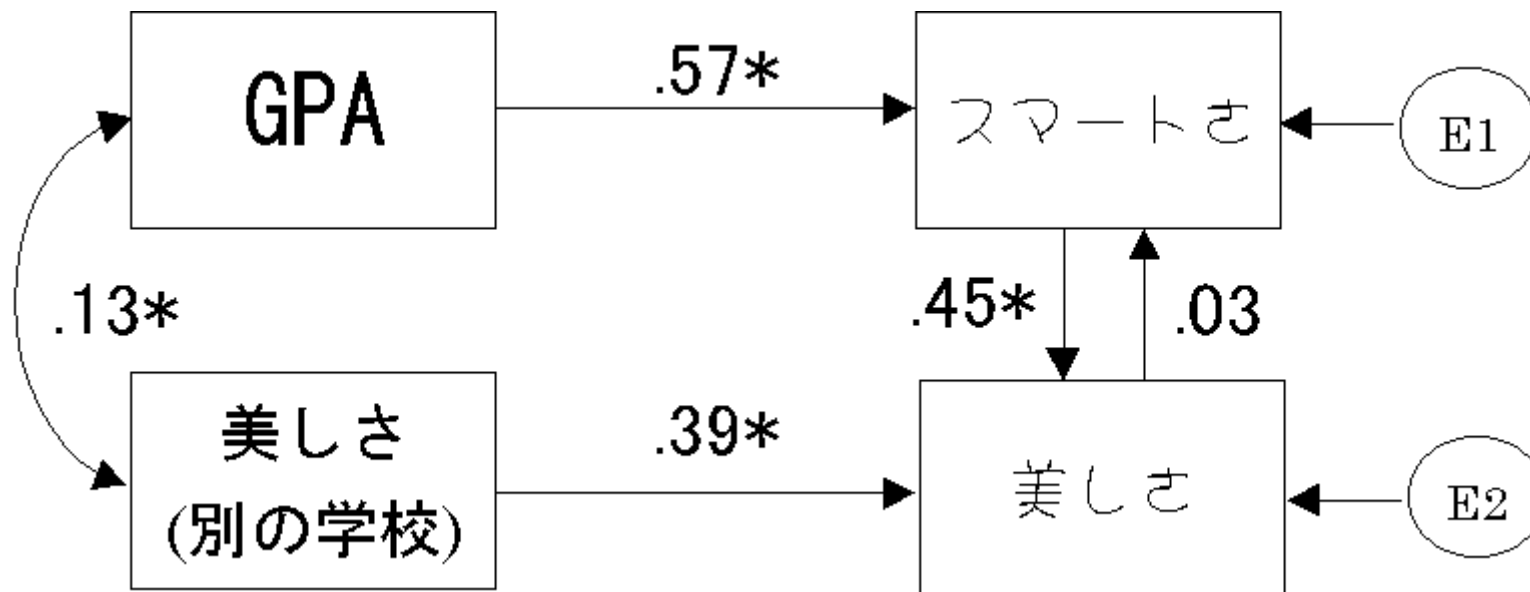 GPA
.57*
スマートさ
E1
.13*
.45*
.03
美しさ
(別の学校)
.39*
美しさ
E2